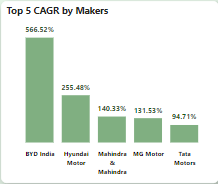 Top 5 CAGR by Makers
566.52%
255.48%
140.33%
131.53%
94.71%
BYD India
Hyundai
Motor
Mahindra
&
Mahindra
MG Motor
Tata
Motors